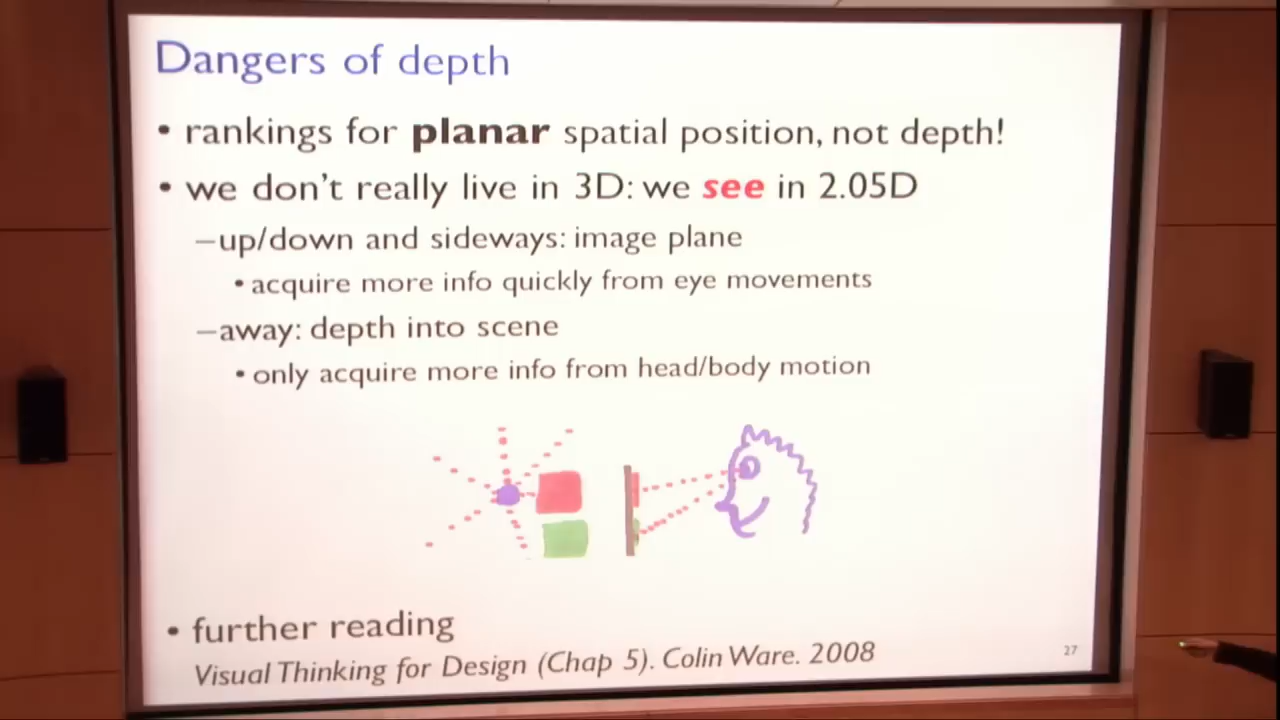 Dangers of depth
• rankings for planar spatial position, not depth!
• we don't really live in 3D: we see in 2.05D
–up/down and sideways: image plane
• acquire more info quickly from eye movements
–away: depth into scene
• only acquire more info from head/body motion
• further reading
Visual Thinking for Design (Chap 5). Colin Ware. 2008
27